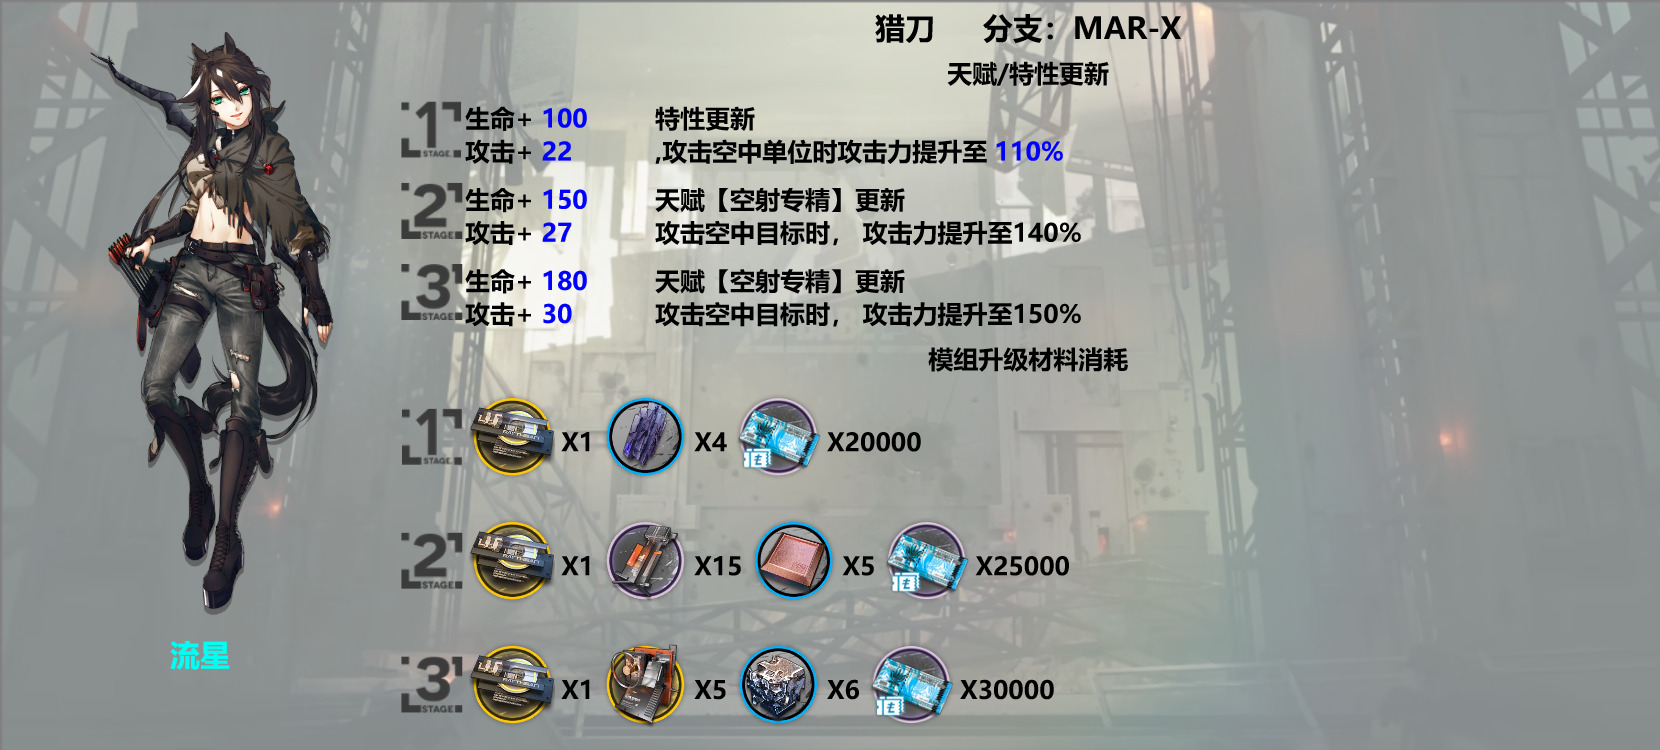 猎刀 分支：MAR-X
天赋/特性更新
1 STAGE.
生命+ 100 特性更新
攻击+ 22 ,攻击空中单位时攻击力提升至 110%
2 STAGE.
生命+ 150 天赋【空射专精】更新
攻击+ 27 攻击空中目标时， 攻击力提升至140%
3 STAGE.
生命+ 180 天赋【空射专精】更新
攻击+ 30 攻击空中目标时， 攻击力提升至150%
模组升级材料消耗
1 STAGE. X1 X4 X20000
2 STAGE. X1 X15 X5 X25000
3 STAGE. X1 X5 X6 X30000
流星